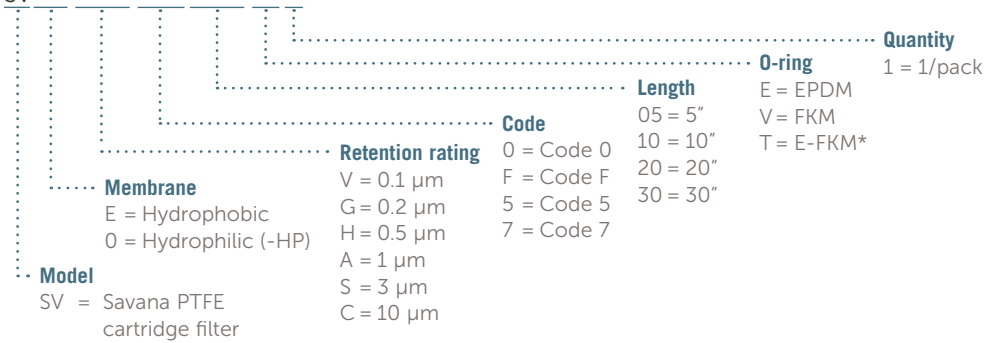 Quantity
1 = 1/pack
O-ring
E = EPDM
V = FKM
T = E-FKM*
Length
05 = 5"
10 = 10"
20 = 20"
30 = 30"
Code
0 = Code 0
F = Code F
5 = Code 5
7 = Code 7
Retention rating
V = 0.1 µm
G = 0.2 µm
H = 0.5 µm
A = 1 µm
S = 3 µm
C = 10 µm
Membrane
E = Hydrophobic
0 = Hydrophilic (-HP)
Model
SV = Savana PTFE
cartridge filter